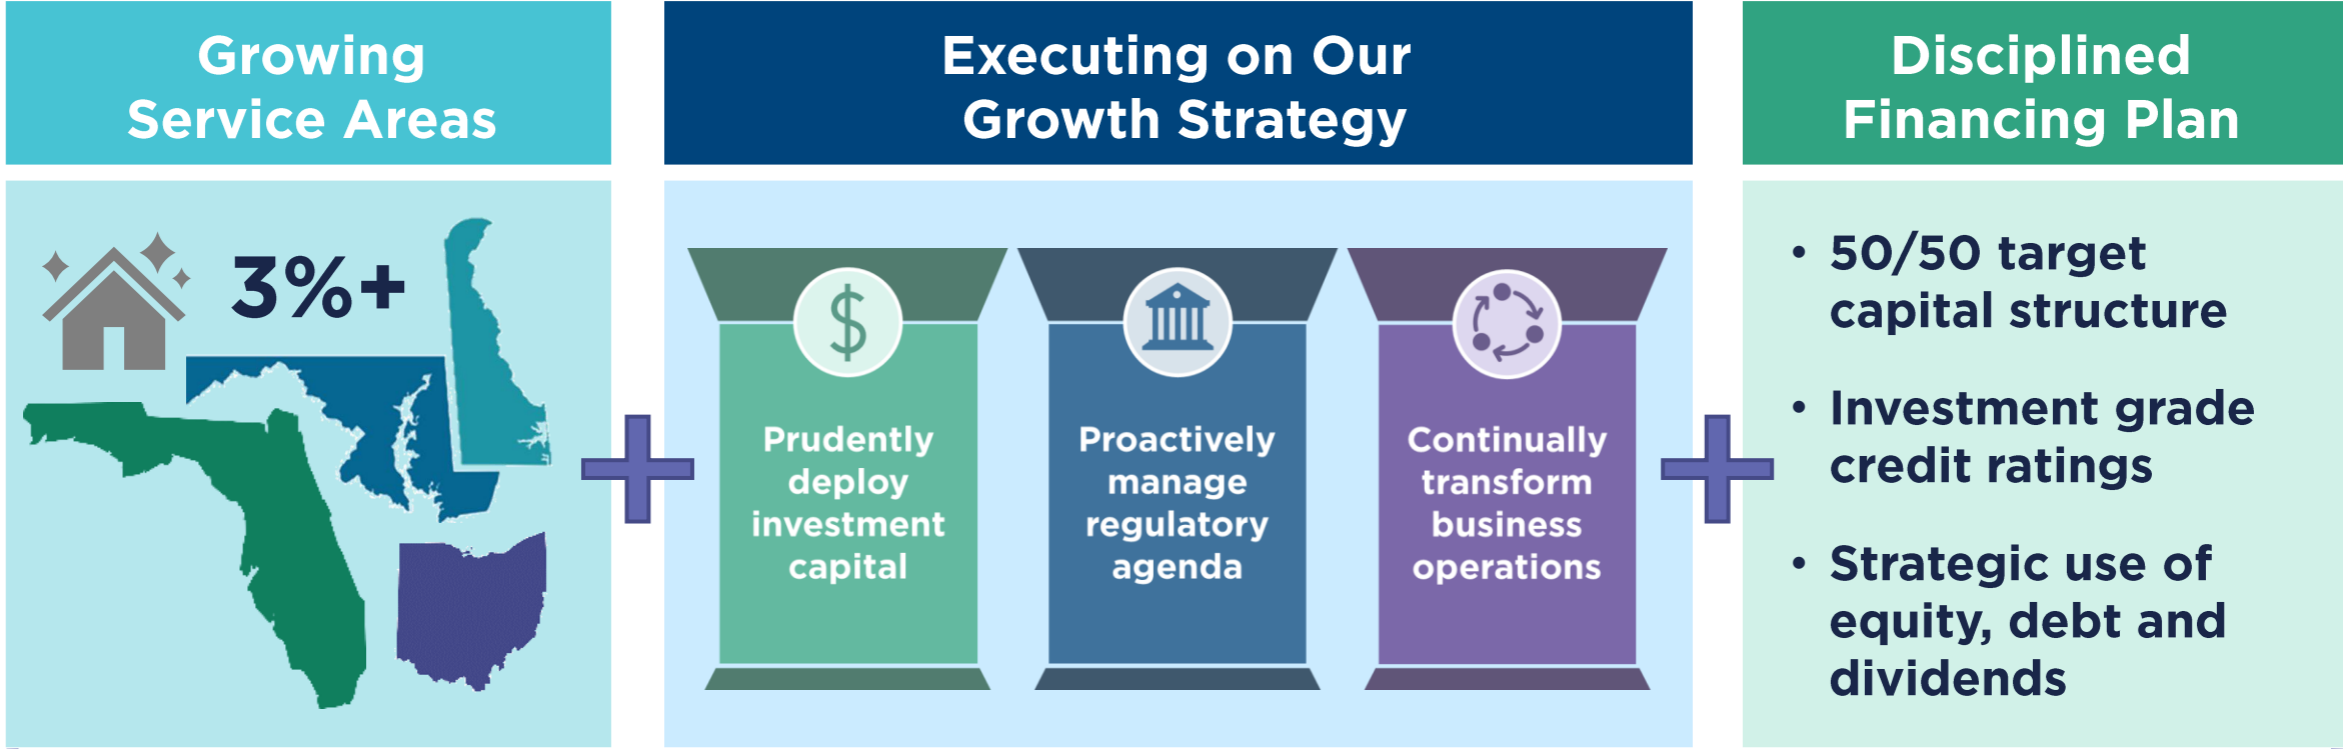 Growing
Service Areas
3%+
Executing on Our
Growth Strategy
$
Prudently
deploy
investment
capital
Proactively
manage
regulatory
agenda
Continually
transform
business
operations
Disciplined
Financing Plan
• 50/50 target
capital structure
• Investment grade
credit ratings
• Strategic use of
equity, debt and
dividends